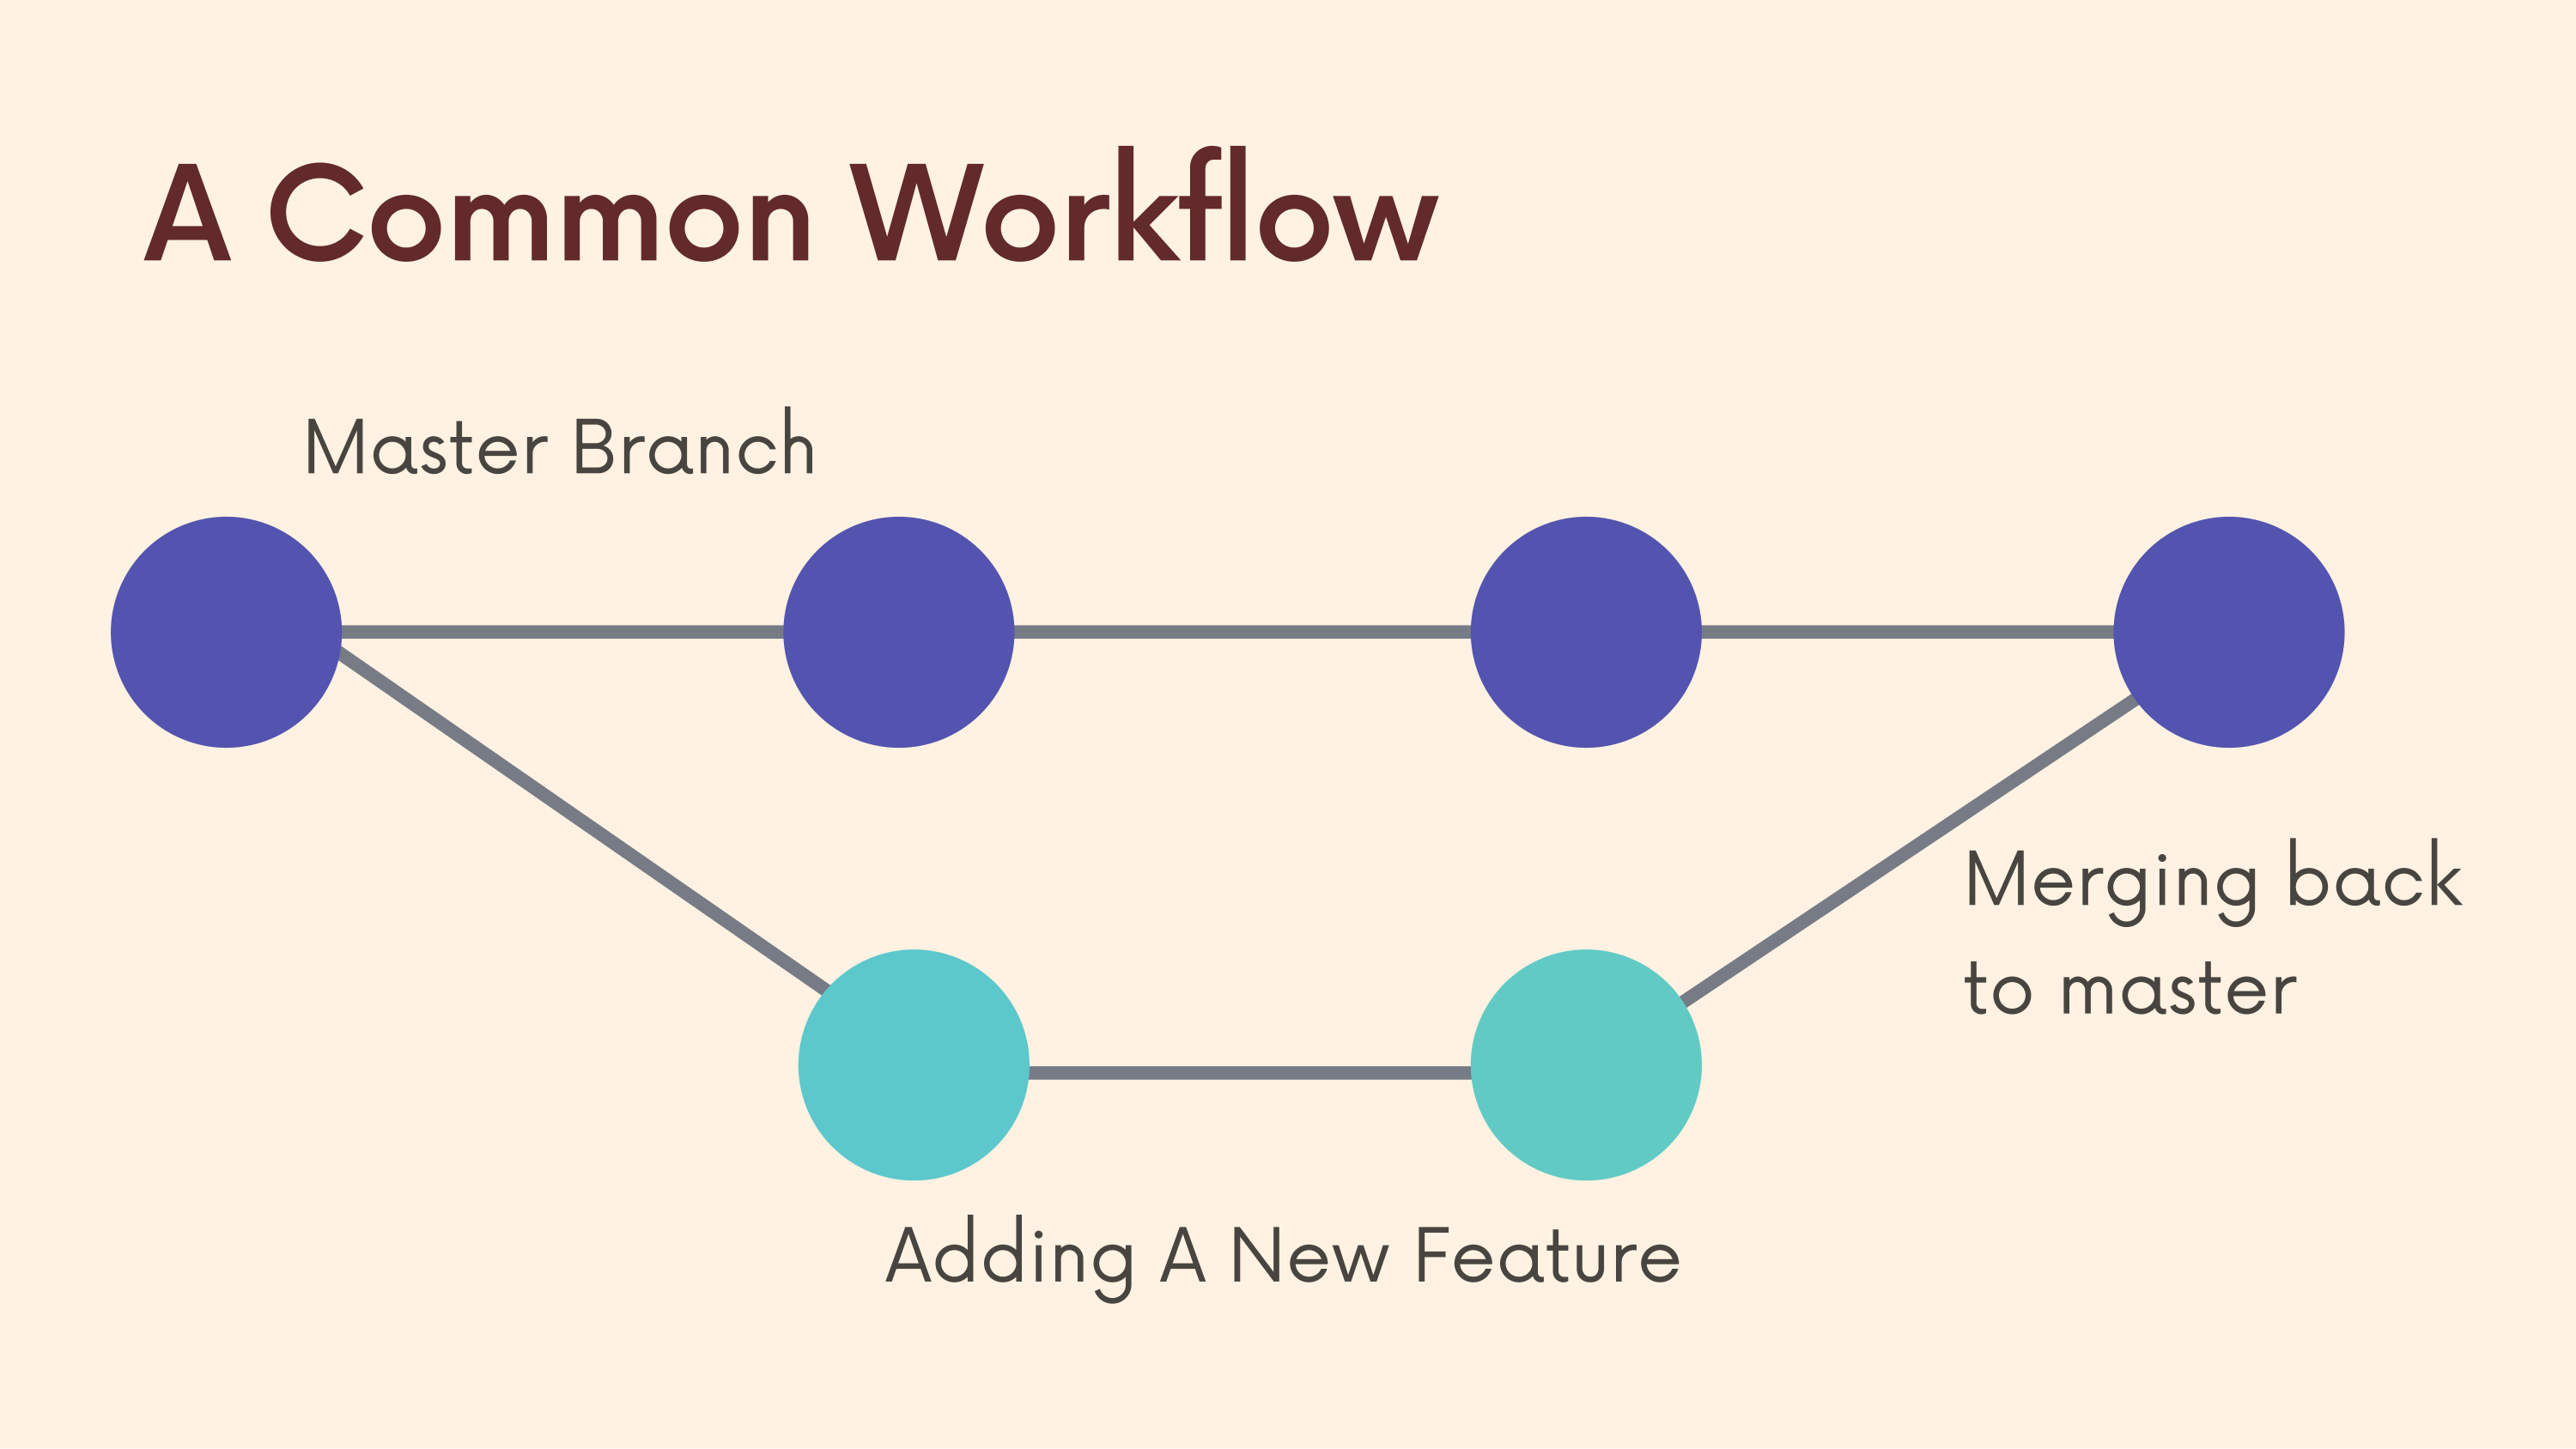 A Common Workflow
Master Branch
Merging back
to master
Adding A New Feature